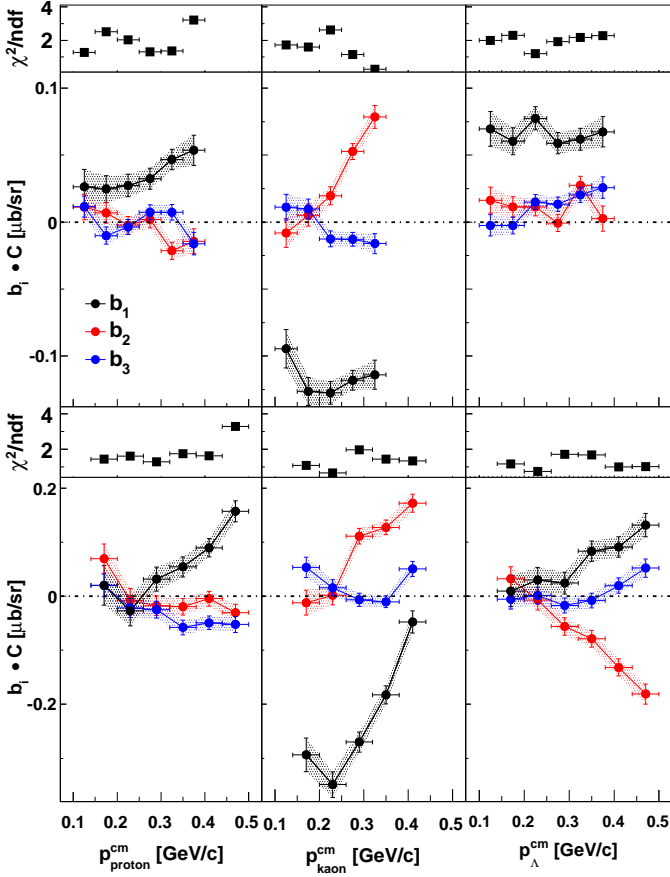 χ²/ndf
4
2
b_i • C [μb/sr]
0.1
0
-0.1
b₁
b₂
b₃
χ²/ndf
4
2
b_i • C [μb/sr]
0.2
0
-0.2
0.1 0.2 0.3 0.4 0.5 0.1 0.2 0.3 0.4 0.5 0.1 0.2 0.3 0.4 0.5
p^cm_proton [GeV/c] p^cm_kaon [GeV/c] p^cm_Λ [GeV/c]